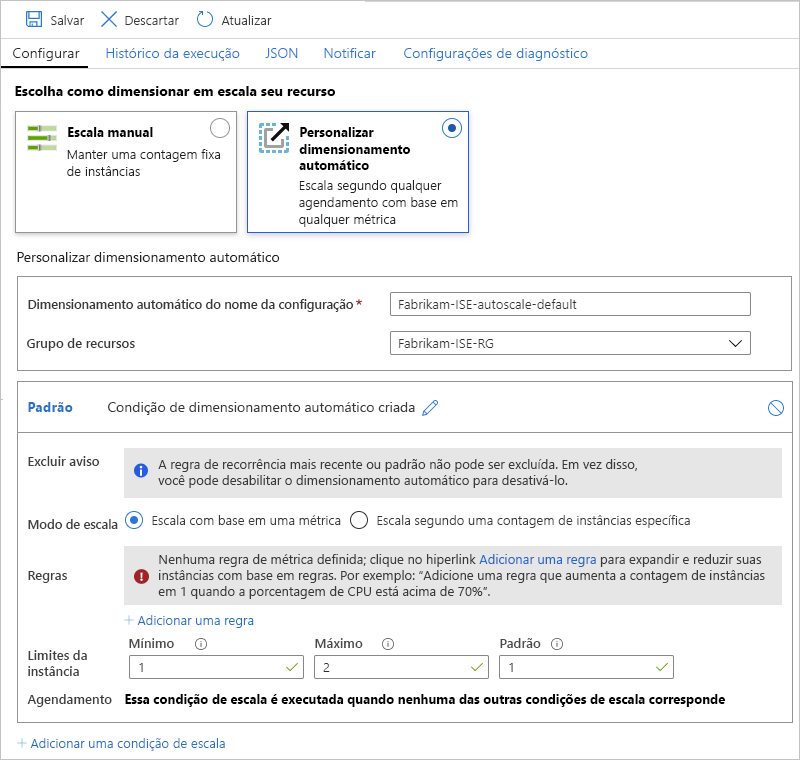 Salvar Descartar Atualizar
Configurar Histórico da execução JSON Notificar Configurações de diagnóstico
Escolha como dimensionar em escala seu recurso
Escala manual
Manter uma contagem fixa
de instâncias
Personalizar
dimensionamento
automático
Escala segundo qualquer
agendamento com base em
qualquer métrica
Personalizar dimensionamento automático
Dimensionamento automático do nome da configuração* Fabrikam-ISE-autoscale-default
Grupo de recursos Fabrikam-ISE-RG
Padrão Condição de dimensionamento automático criada
Excluir aviso
A regra de recorrência mais recente ou padrão não pode ser excluída. Em vez disso,
você pode desabilitar o dimensionamento automático para desativá-lo.
Modo de escala Escala com base em uma métrica Escala segundo uma contagem de instâncias específica
Regras
Nenhuma regra de métrica definida; clique no hiperlink Adicionar uma regra para expandir e reduzir suas
instâncias com base em regras. Por exemplo: “Adicione uma regra que aumenta a contagem de instâncias
em 1 quando a porcentagem de CPU está acima de 70%”.
+ Adicionar uma regra
Limites da
instância
Mínimo Máximo Padrão
1 2 1
Agendamento Essa condição de escala é executada quando nenhuma das outras condições de escala corresponde
+ Adicionar uma condição de escala